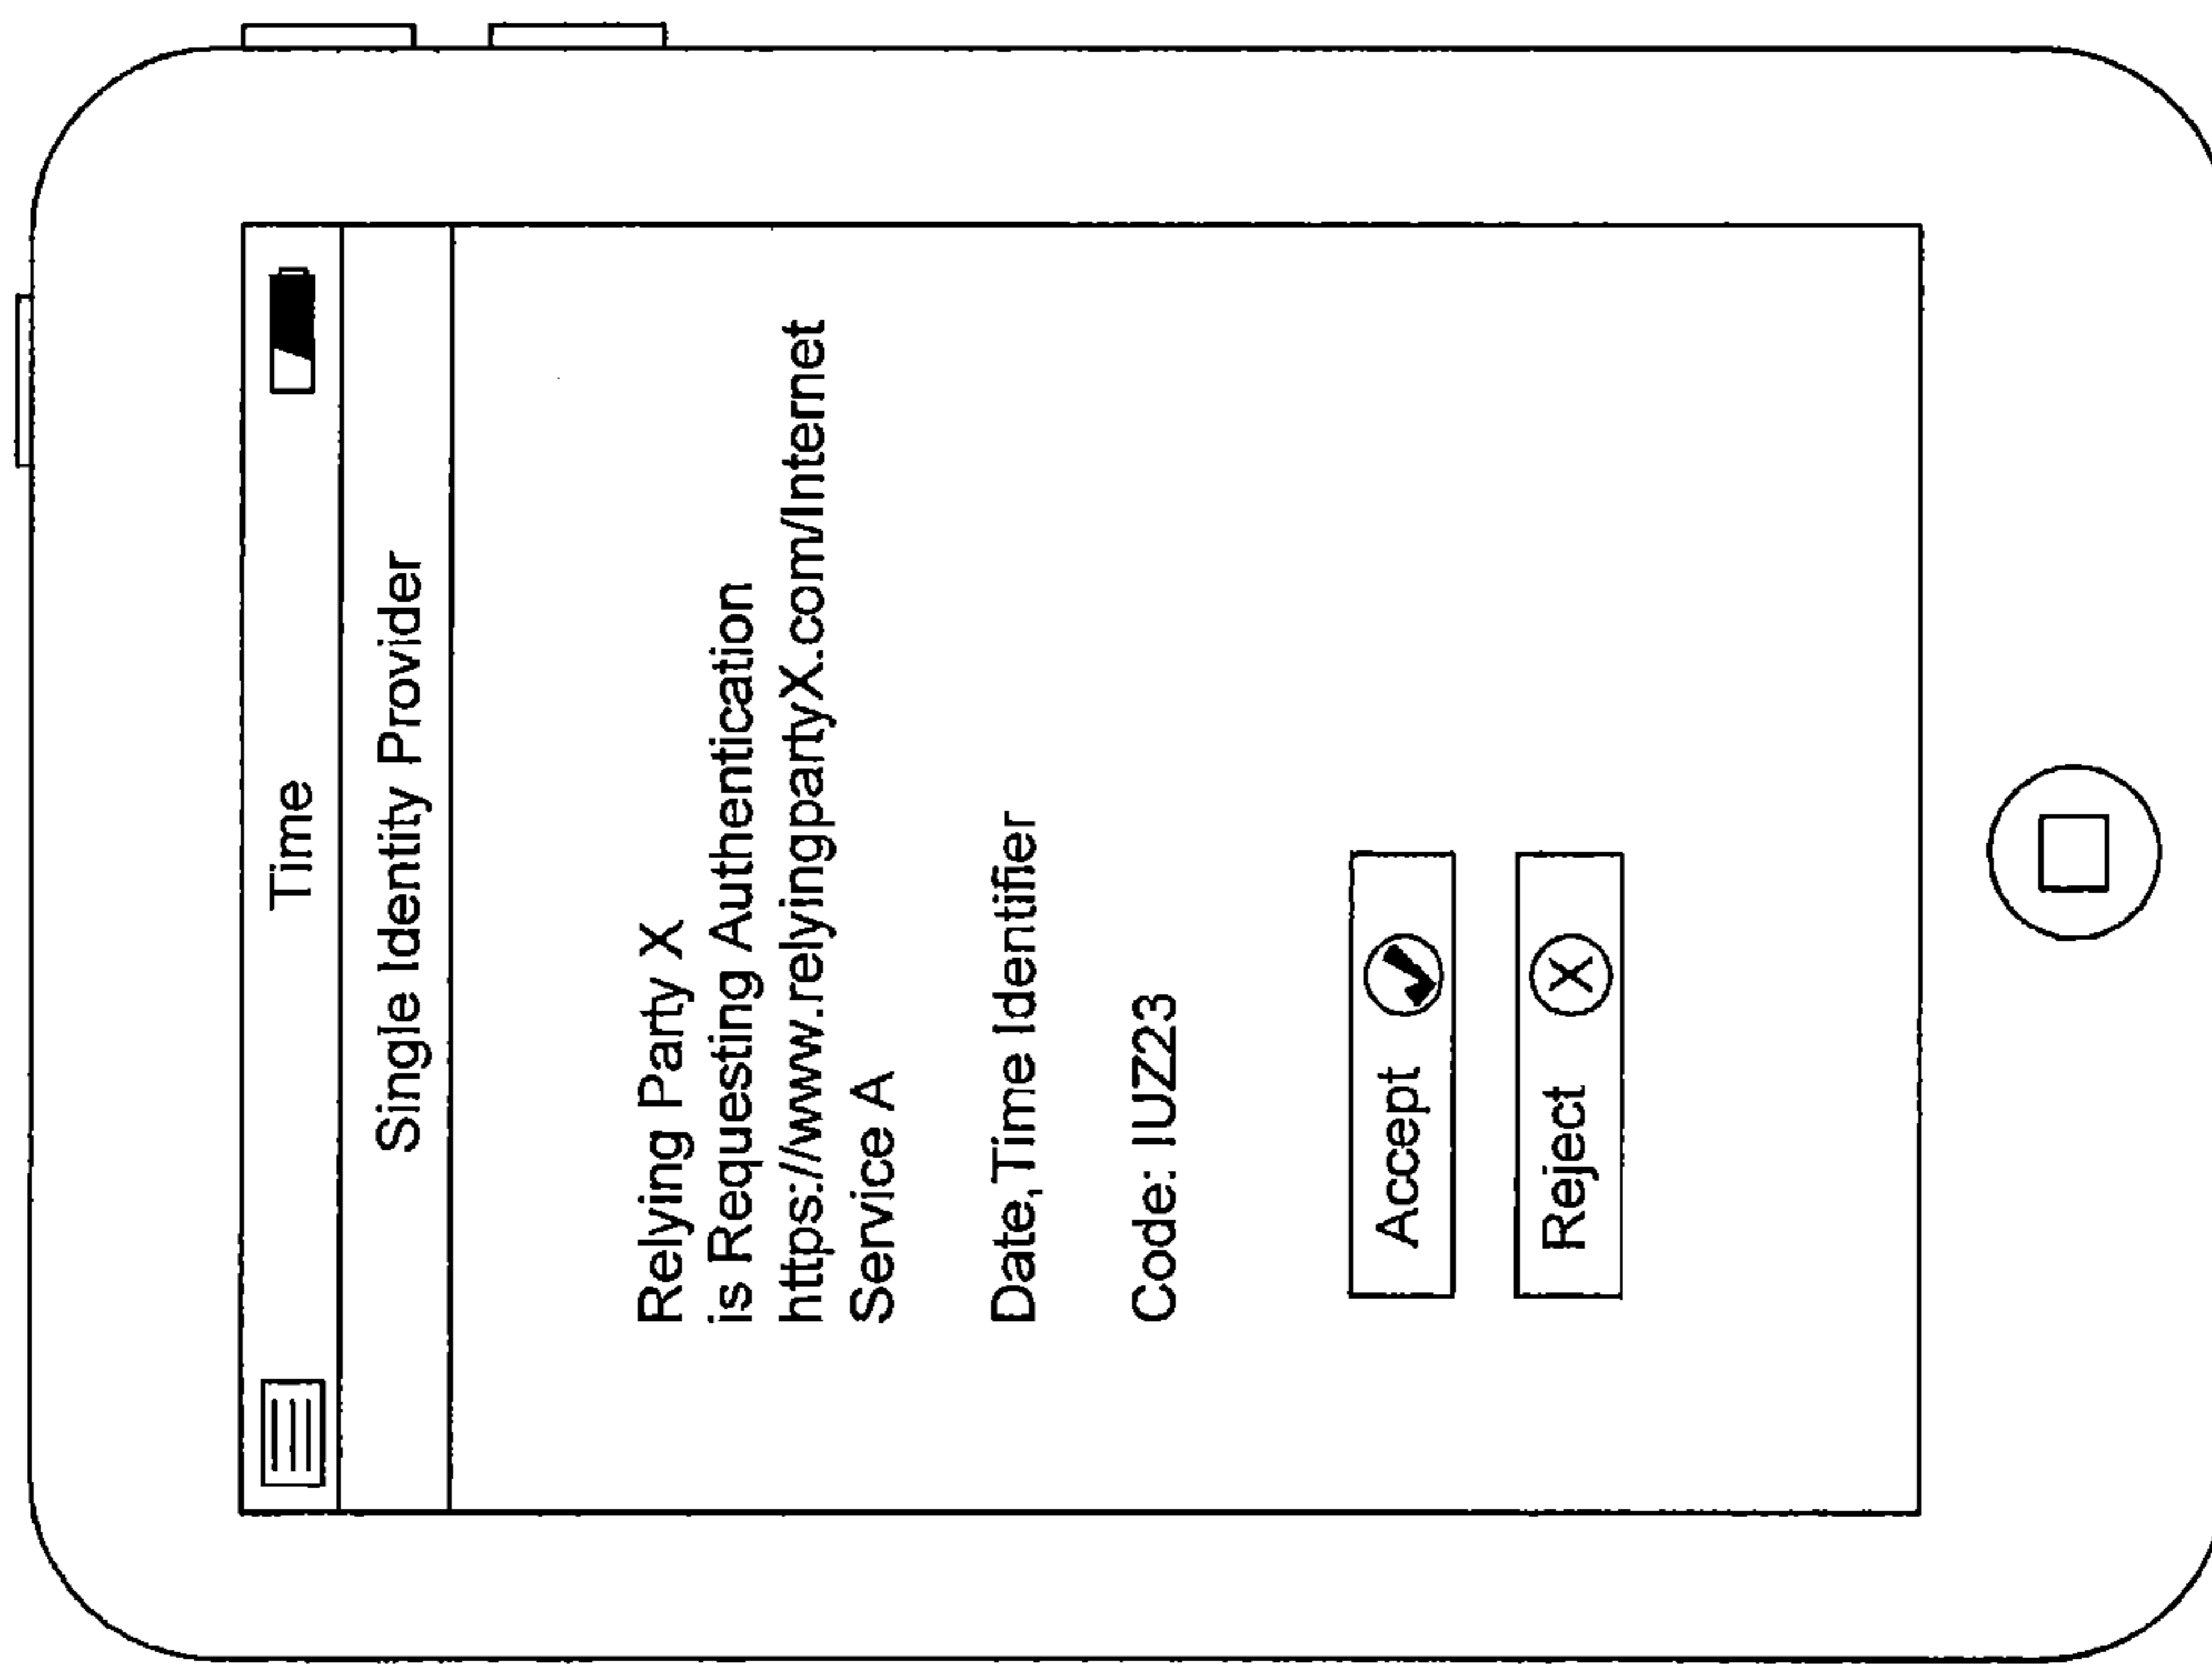 Time
Single Identity Provider
Relying Party X
is Requesting Authentication
https://www.relyingpartyX.com/Internet
Service A
Date,Time Identifier
Code: IUZ23
Accept
Reject X